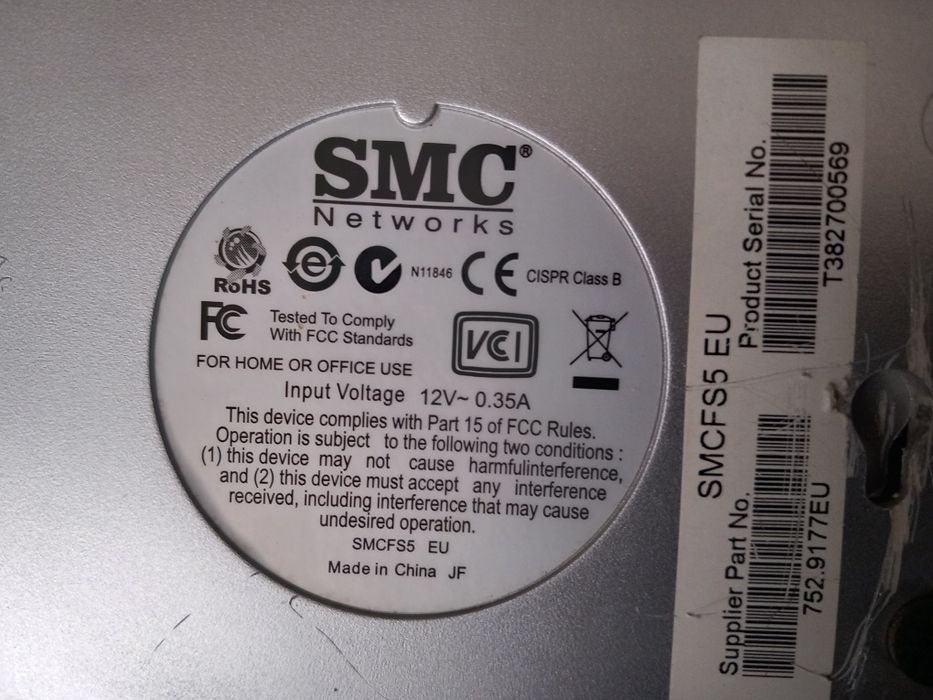 SMC®
Networks
RoHS
e
N11846
CE
CISPR Class B
FC
Tested To Comply
With FCC Standards
VCI
FOR HOME OR OFFICE USE
Input Voltage 12V~ 0.35A
This device complies with Part 15 of FCC Rules.
Operation is subject to the following two conditions :
(1) this device may not cause harmfulinterference,
and (2) this device must accept any interference
received, including interference that may cause
undesired operation.
SMCFS5 EU
Made in China JF
SMCFS5 EU
Product Serial No.
T382700569
Supplier Part No.
752.9177EU